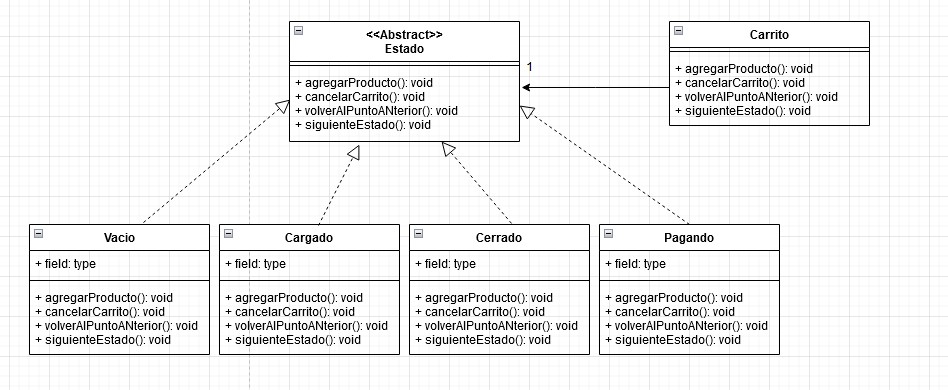 <<Abstract>>
Estado
+ agregarProducto(): void
+ cancelarCarrito(): void
+ volverAlPuntoANterior(): void
+ siguienteEstado(): void
1
Carrito
+ agregarProducto(): void
+ cancelarCarrito(): void
+ volverAlPuntoANterior(): void
+ siguienteEstado(): void
Vacio
+ field: type
+ agregarProducto(): void
+ cancelarCarrito(): void
+ volverAlPuntoANterior(): void
+ siguienteEstado(): void
Cargado
+ field: type
+ agregarProducto(): void
+ cancelarCarrito(): void
+ volverAlPuntoANterior(): void
+ siguienteEstado(): void
Cerrado
+ field: type
+ agregarProducto(): void
+ cancelarCarrito(): void
+ volverAlPuntoANterior(): void
+ siguienteEstado(): void
Pagando
+ field: type
+ agregarProducto(): void
+ cancelarCarrito(): void
+ volverAlPuntoANterior(): void
+ siguienteEstado(): void